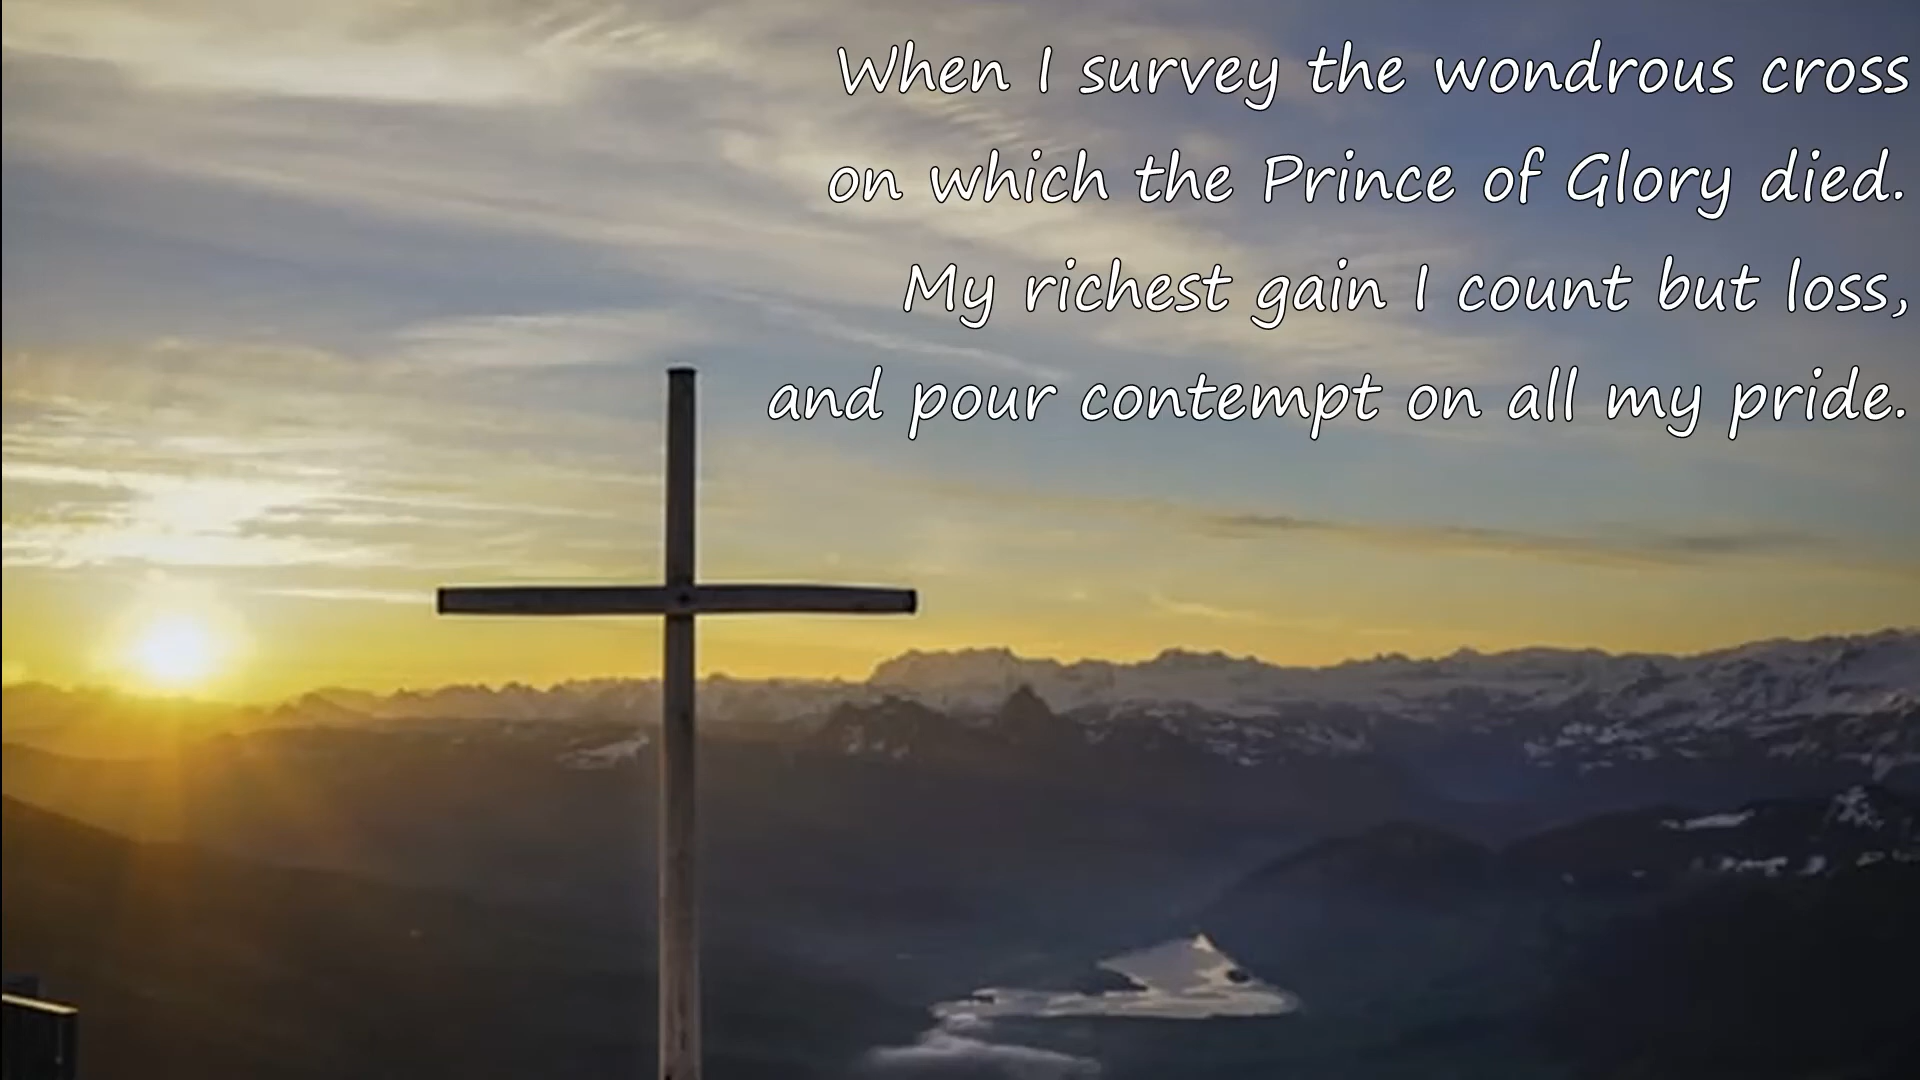 When I survey the wondrous cross
on which the Prince of Glory died.
My richest gain I count but loss,
and pour contempt on all my pride.